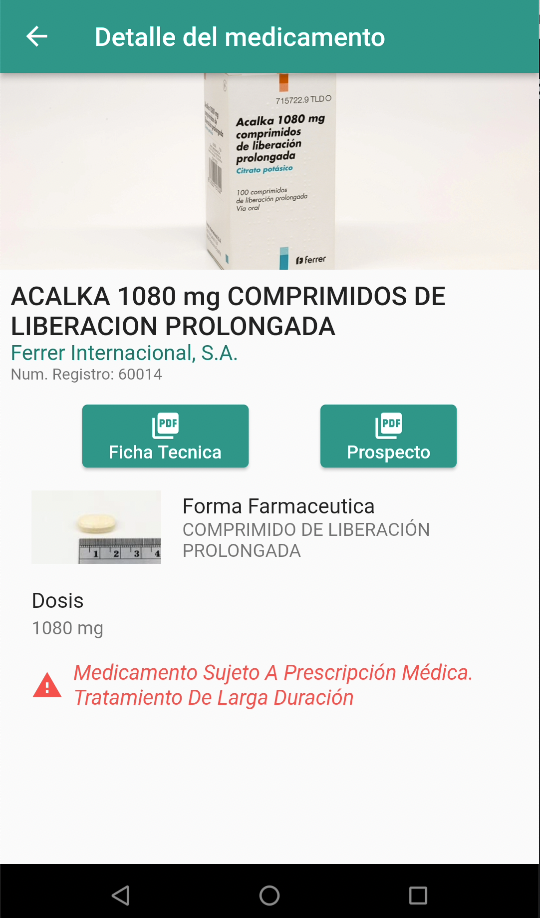 Detalle del medicamento
715722.9 TLDO
Acalka 1080 mg
comprimidos
de liberación
prolongada
Citrato potásico
100 comprimidos
de liberación prolongada
Vía oral
ferrer
ACALKA 1080 mg COMPRIMIDOS DE
LIBERACION PROLONGADA
Ferrer Internacional, S.A.
Num. Registro: 60014
PDF
Ficha Tecnica
PDF
Prospecto
1 2 3 4
Forma Farmaceutica
COMPRIMIDO DE LIBERACIÓN
PROLONGADA
Dosis
1080 mg
Medicamento Sujeto A Prescripción Médica.
Tratamiento De Larga Duración